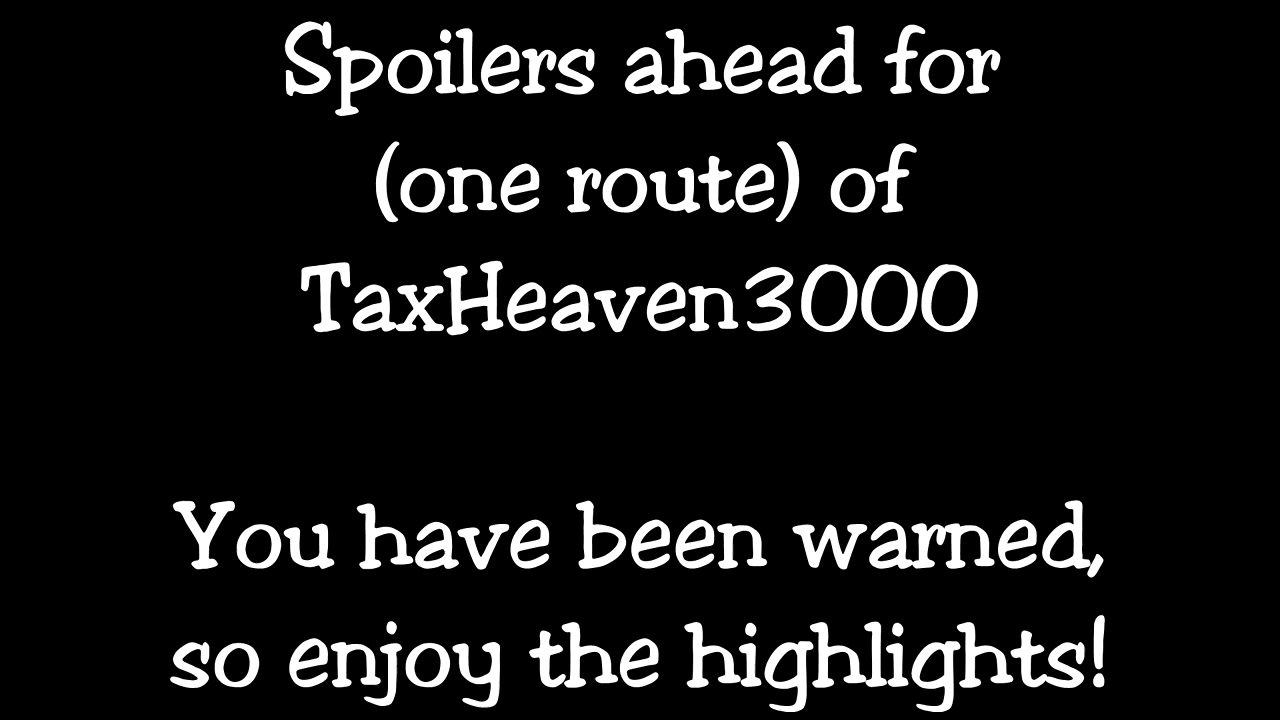 Spoilers ahead for
(one route) of
TaxHeaven3000
You have been warned,
so enjoy the highlights!